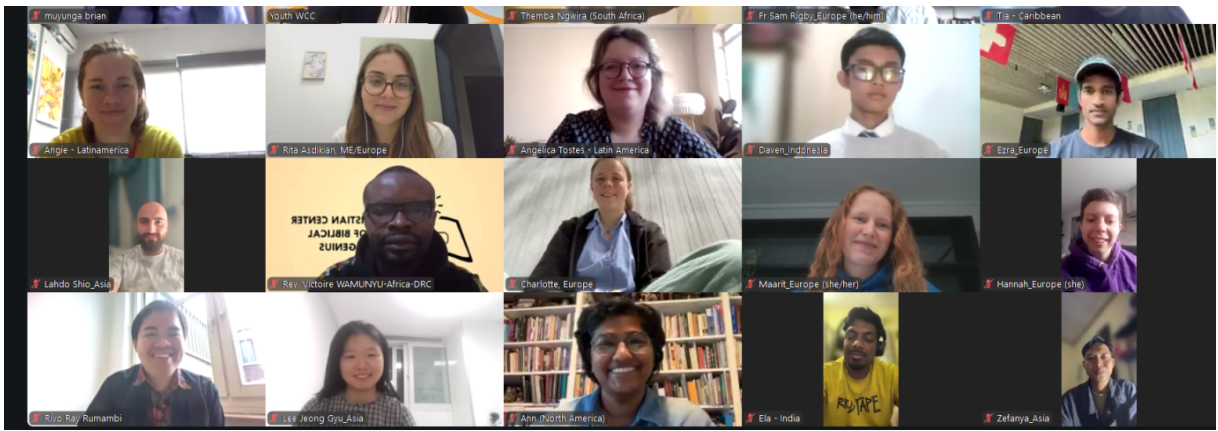 muyunga brian
Youth WCC
Themba Ngwira (South Africa)
Fr Sam Rigby_Europe (he/him)
Tia - Caribbean
Angie - Latinamerica
Rita Asdikian, ME/Europe
Angelica Tostes - Latin America
Daven_Indonesia
Ezra_Europe
ISTIAN CENTER
OF BIBLICAL
GENIUS
Lahdo Shio_Asia
Rev. Victoire WAMUNYU-Africa-DRC
Charlotte, Europe
Maarit_Europe (she/her)
Hannah_Europe (she)
RED TAPE
Rivo Ray Rumambi
Lee Jeong Gyu_Asia
Ann (North America)
Ela - India
Zefanya_Asia